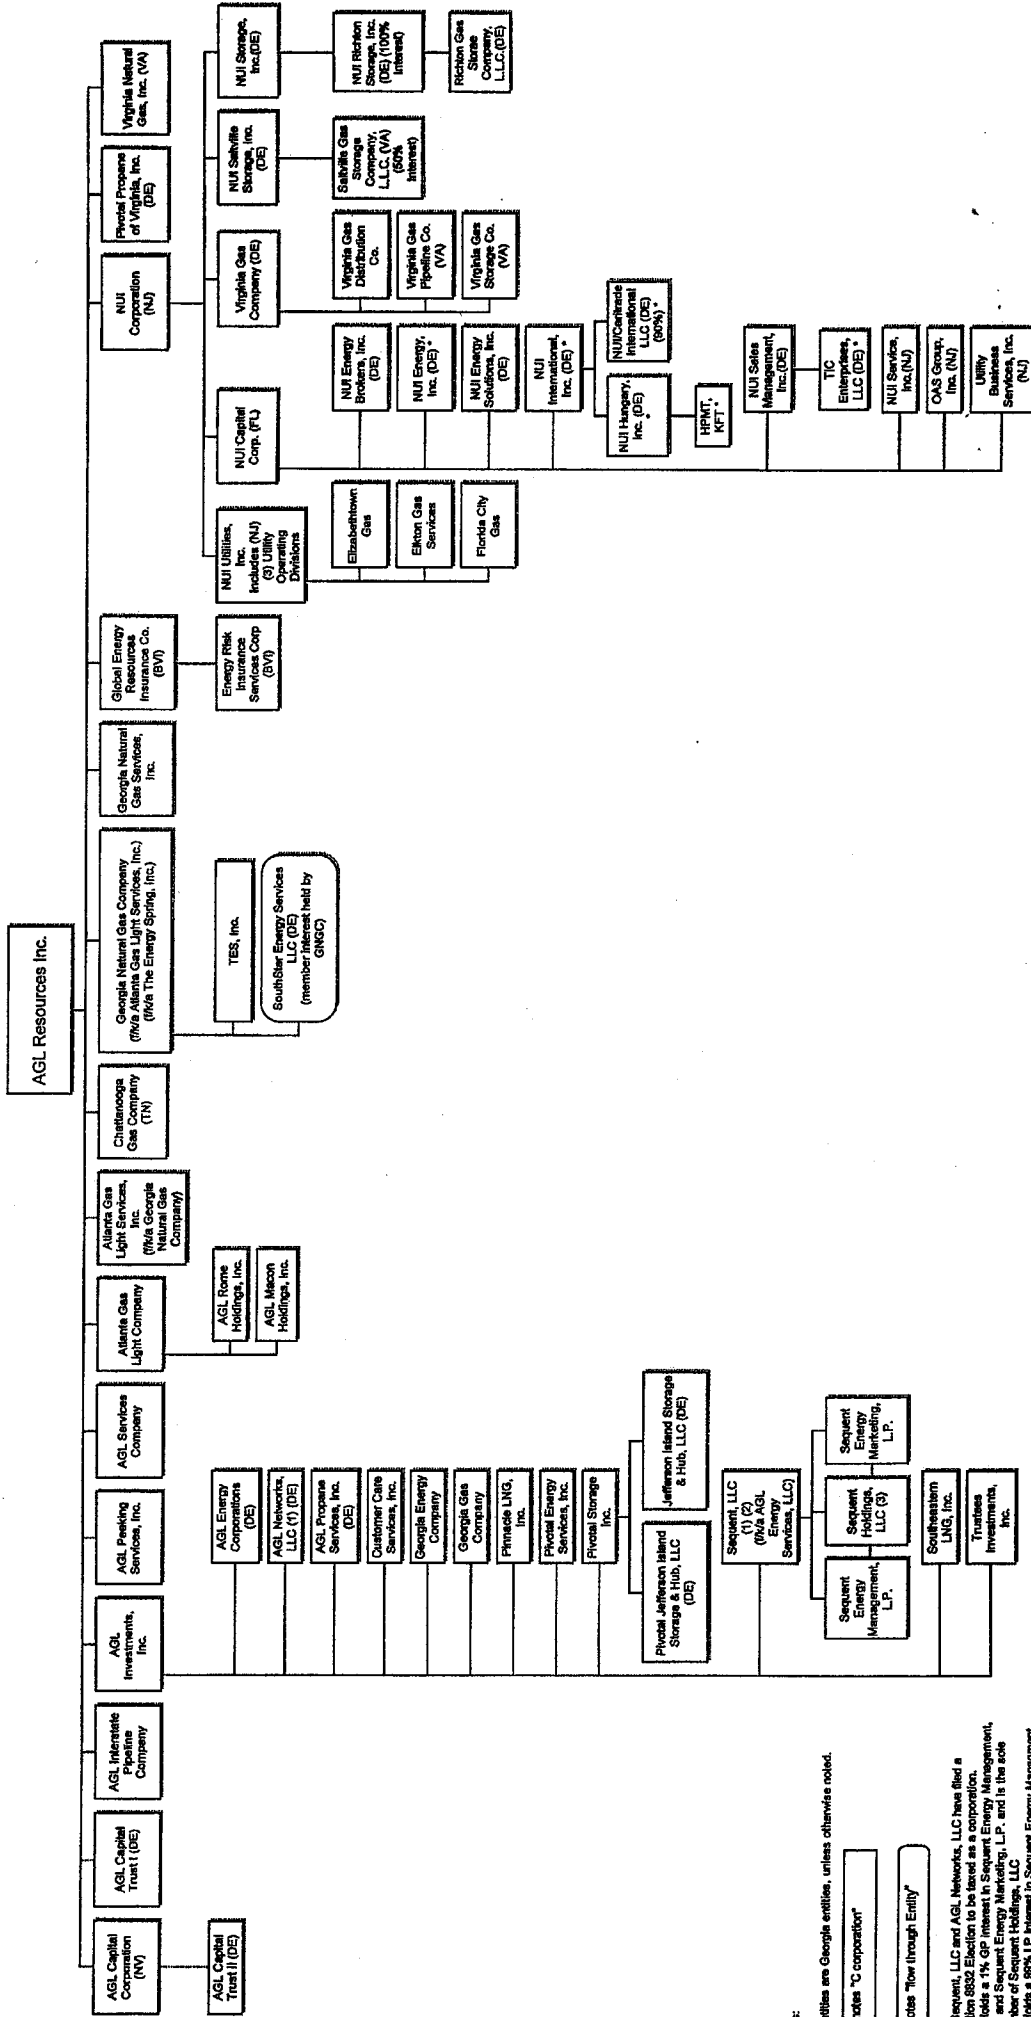 AGL Resources Inc.
AGL Capital
Corporation
(NV)
AGL Capital
Trust II (DE)
AGL Capital
Trust I (DE)
AGL Interstate
Pipeline
Company
AGL
Investments,
Inc.
AGL Energy
Corporations
(DE)
AGL Networks,
LLC (1) (DE)
AGL Propane
Services, Inc.
(DE)
Customer Care
Services, Inc.
Georgia Energy
Company
Georgia Gas
Company
Pinnacle LNG,
Inc.
Pivotal Energy
Services, Inc.
Pivotal Storage
Inc.
Pivotal Jefferson Island
Storage & Hub, LLC
(DE)
Jefferson Island Storage
& Hub, LLC (DE)
Sequent, LLC
(1) (2)
(f/k/a AGL
Energy
Services, LLC)
Sequent
Energy
Management,
L.P.
Sequent
Holdings,
LLC (3)
Sequent
Energy
Marketing,
L.P.
Southeastern
LNG, Inc.
Trustees
Investments,
Inc.
AGL Peeking
Services, Inc.
AGL Services
Company
Atlanta Gas
Light Company
AGL Rome
Holdings, Inc.
AGL Macon
Holdings, Inc.
Atlanta Gas
Light Services,
Inc.
(f/k/a Georgia
Natural Gas
Company)
Chattanooga
Gas Company
(TN)
Georgia Natural Gas Company
(f/k/a Atlanta Gas Light Services, Inc.)
(f/k/a The Energy Spring, Inc.)
TES, Inc.
SouthStar Energy Services
LLC (DE)
(member interest held by
GNGC)
Georgia Natural
Gas Services,
Inc.
Global Energy
Resources
Insurance Co.
(BVI)
Energy Risk
Insurance
Services Corp
(BVI)
NUI
Corporation
(NJ)
NUI Utilities,
Inc.
Includes (NJ)
(3) Utility
Operating
Divisions
Elizabethtown
Gas
Elkton Gas
Services
Florida City
Gas
NUI Capital
Corp. (FL)
NUI Energy
Brokers, Inc.
(DE)
NUI Energy,
Inc. (DE) *
NUI Energy
Solutions, Inc.
(DE)
NUI
International,
Inc. (DE) *
NUI Hungary,
Inc. (DE)
*
HPMT,
KFT *
NUI/Caritrade
International
LLC (DE)
(90%) *
NUI Sales
Management,
Inc.(DE)
TIC
Enterprises,
LLC (DE) *
NUI Service,
Inc.(NJ)
OAS Group,
Inc. (NJ)
Utility
Business
Services, Inc.
(NJ)
Virginia Gas
Company (DE)
Virginia Gas
Distribution
Co.
Virginia Gas
Pipeline Co.
(VA)
Virginia Gas
Storage Co.
(VA)
NUI Saltville
Storage, Inc.
(DE)
Saltville Gas
Storage
Company,
L.L.C. (VA)
(50%
Interest)
NUI Storage,
Inc.(DE)
NUI Richton
Storage, Inc.
(DE) (100%
Interest)
Richton Gas
Storae
Company,
L.L.C.(DE)
Pivotal Propane
of Virginia, Inc.
(DE)
Virginia Natural
Gas, Inc. (VA)
ntities are Georgia entities, unless otherwise noted.
notes "C corporation"
otes "flow through Entity"
equent, LLC and AGL Networks, LLC have filed a
tion 8832 Election to be taxed as a corporation.
olds a 1% GP interest in Sequent Energy Management,
and Sequent Energy Marketing, L.P. and is the sole
ber of Sequent Holdings, LLC
olds a 99% LP interest in Sequent Energy Management